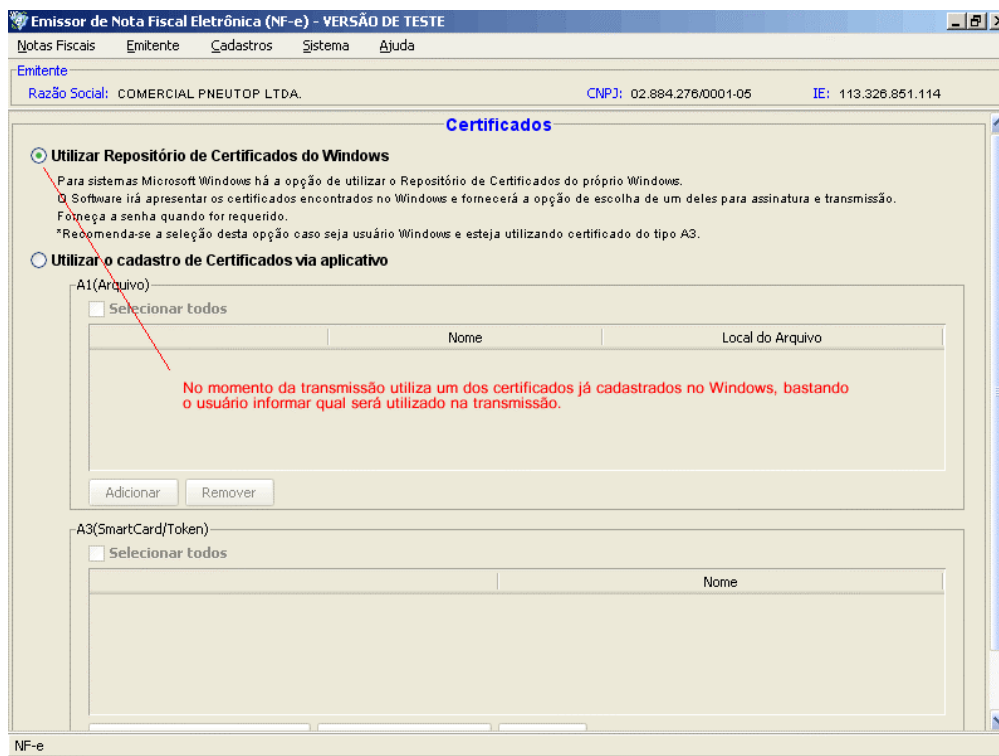 Emissor de Nota Fiscal Eletrônica (NF-e) - VERSÃO DE TESTE
Notas Fiscais Emitente Cadastros Sistema Ajuda
Emitente
Razão Social: COMERCIAL PNEUTOP LTDA. CNPJ: 02.884.276/0001-05 IE: 113.326.851.114
Certificados
Utilizar Repositório de Certificados do Windows
Para sistemas Microsoft Windows há a opção de utilizar o Repositório de Certificados do próprio Windows.
O Software irá apresentar os certificados encontrados no Windows e fornecerá a opção de escolha de um deles para assinatura e transmissão.
Forneça a senha quando for requerido.
*Recomenda-se a seleção desta opção caso seja usuário Windows e esteja utilizando certificado do tipo A3.
Utilizar o cadastro de Certificados via aplicativo
A1(Arquivo)
Selecionar todos
Nome Local do Arquivo
No momento da transmissão utiliza um dos certificados já cadastrados no Windows, bastando
o usuário informar qual será utilizado na transmissão.
Adicionar Remover
A3(SmartCard/Token)
Selecionar todos
Nome
NF-e